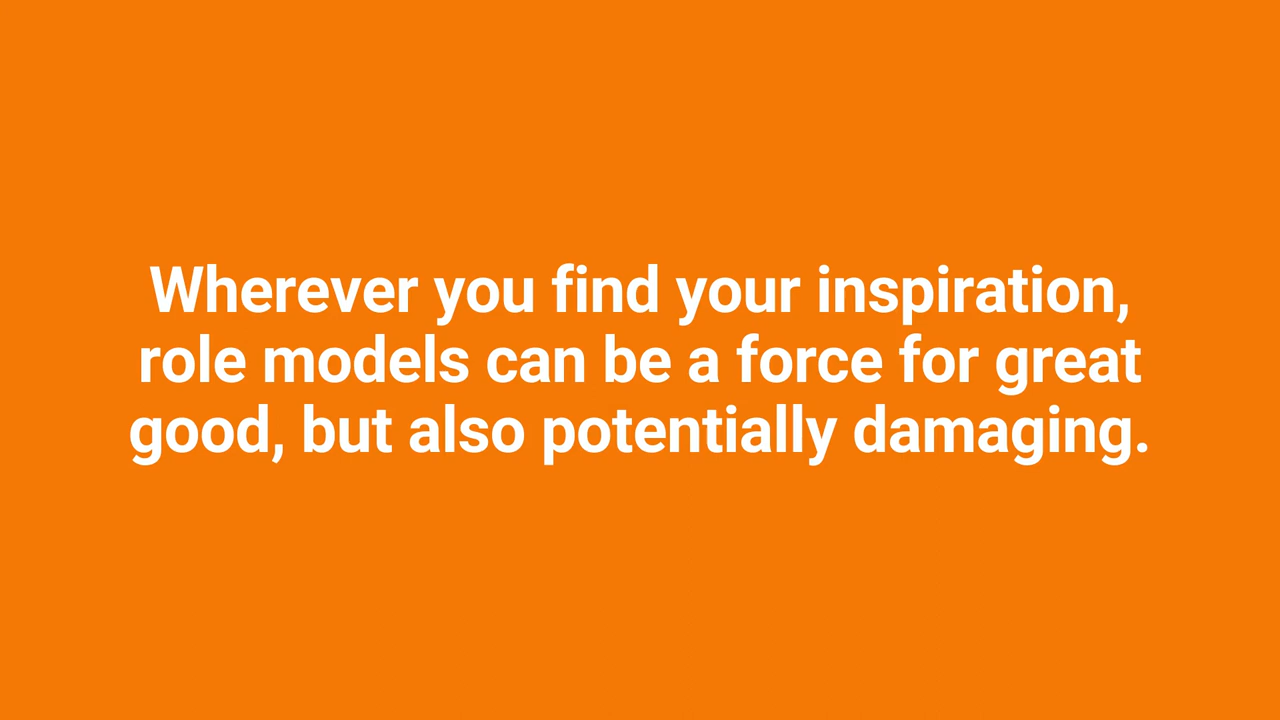 Wherever you find your inspiration,
role models can be a force for great
good, but also potentially damaging.